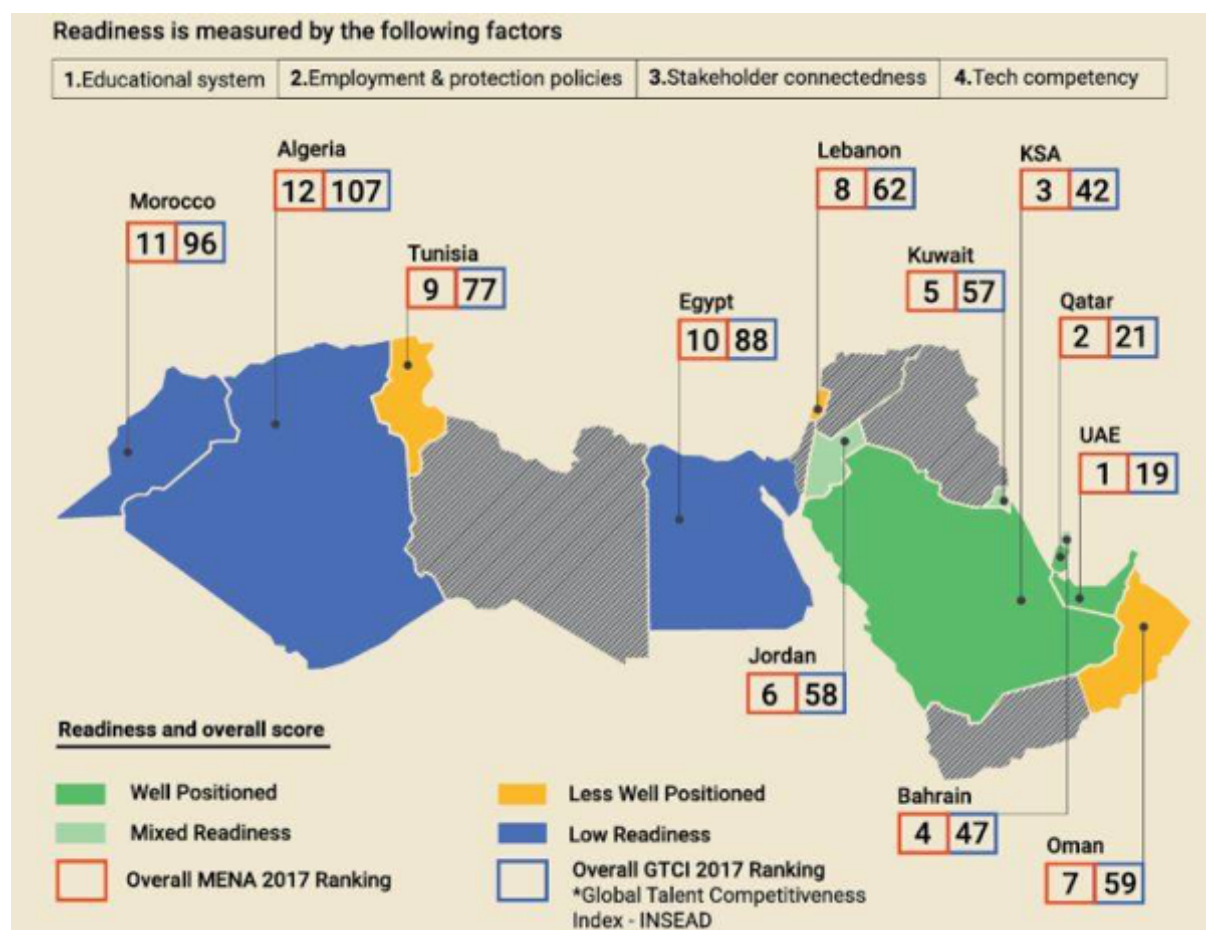 Readiness is measured by the following factors
1.Educational system 2.Employment & protection policies 3.Stakeholder connectedness 4.Tech competency
Algeria
12 107
Lebanon
8 62
KSA
3 42
Morocco
11 96
Tunisia
9 77
Kuwait
5 57
Egypt
10 88
Qatar
2 21
UAE
1 19
Jordan
6 58
Bahrain
4 47
Oman
7 59
Readiness and overall score
Well Positioned
Mixed Readiness
Overall MENA 2017 Ranking
Less Well Positioned
Low Readiness
Overall GTCI 2017 Ranking
*Global Talent Competitiveness
Index - INSEAD